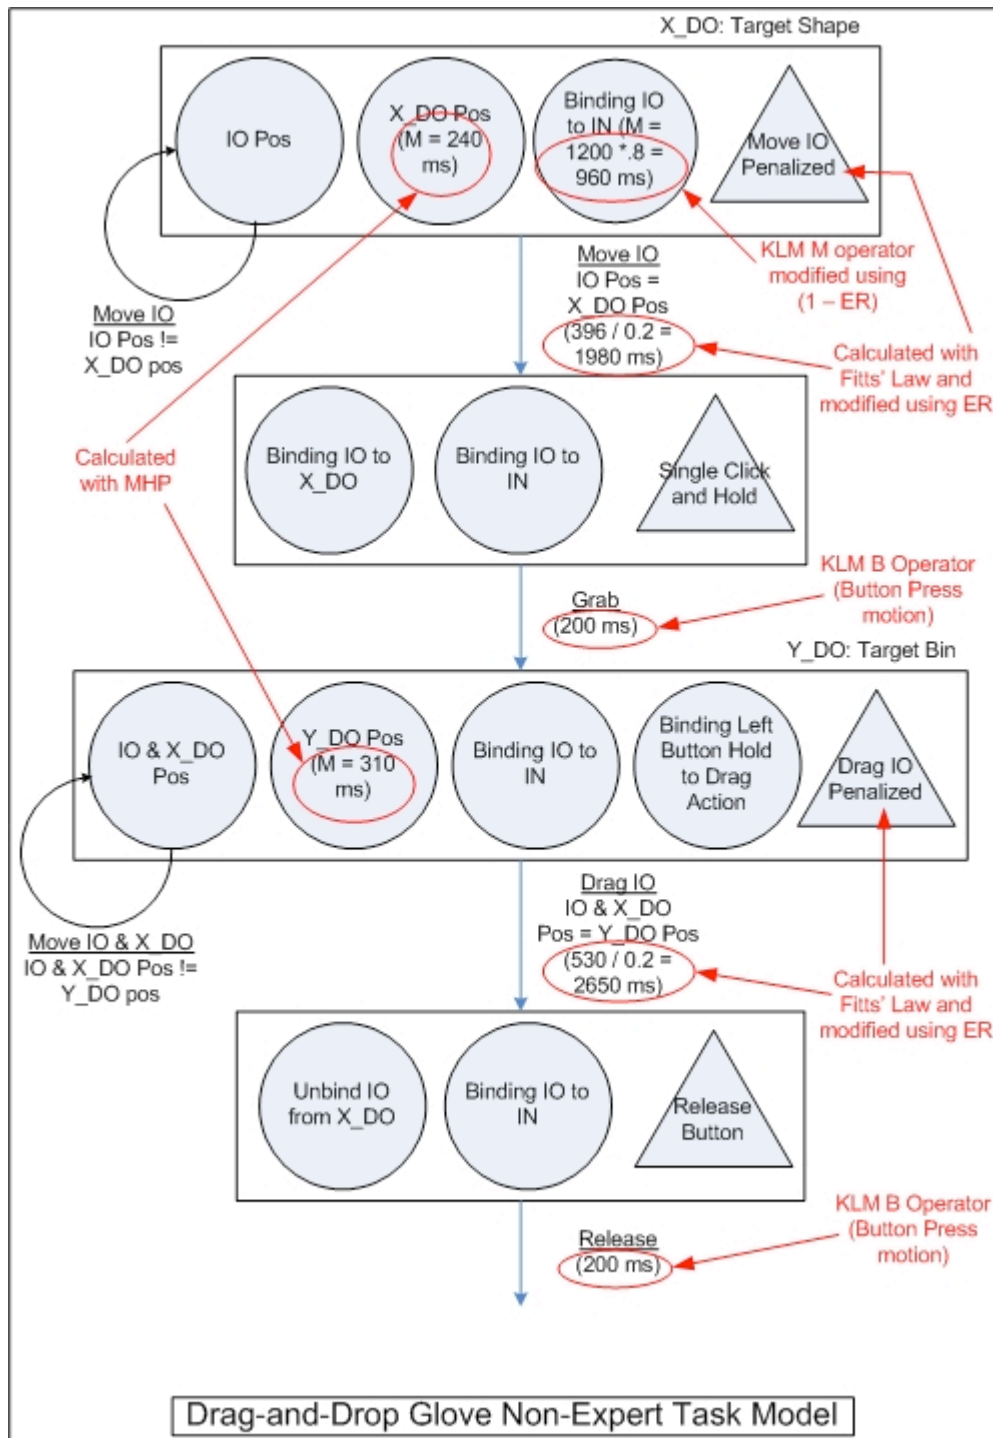 X_DO: Target Shape
IO Pos
X_DO Pos
(M = 240
ms)
Binding IO
to IN (M =
1200 *.8 =
960 ms)
Move IO
Penalized
Move IO
IO Pos !=
X_DO pos
Move IO
IO Pos =
X_DO Pos
(396 / 0.2 =
1980 ms)
KLM M operator
modified using
(1 – ER)
Calculated with
Fitts' Law and
modified using ER
Calculated
with MHP
Binding IO to
X_DO
Binding IO to
IN
Single Click
and Hold
Grab
(200 ms)
KLM B Operator
(Button Press
motion)
Y_DO: Target Bin
IO & X_DO
Pos
Y_DO Pos
(M = 310
ms)
Binding IO to
IN
Binding Left
Button Hold
to Drag
Action
Drag IO
Penalized
Move IO & X_DO
IO & X_DO Pos !=
Y_DO pos
Drag IO
IO & X_DO
Pos = Y_DO Pos
(530 / 0.2 =
2650 ms)
Calculated with
Fitts' Law and
modified using ER
Unbind IO
from X_DO
Binding IO to
IN
Release
Button
Release
(200 ms)
KLM B Operator
(Button Press
motion)
Drag-and-Drop Glove Non-Expert Task Model